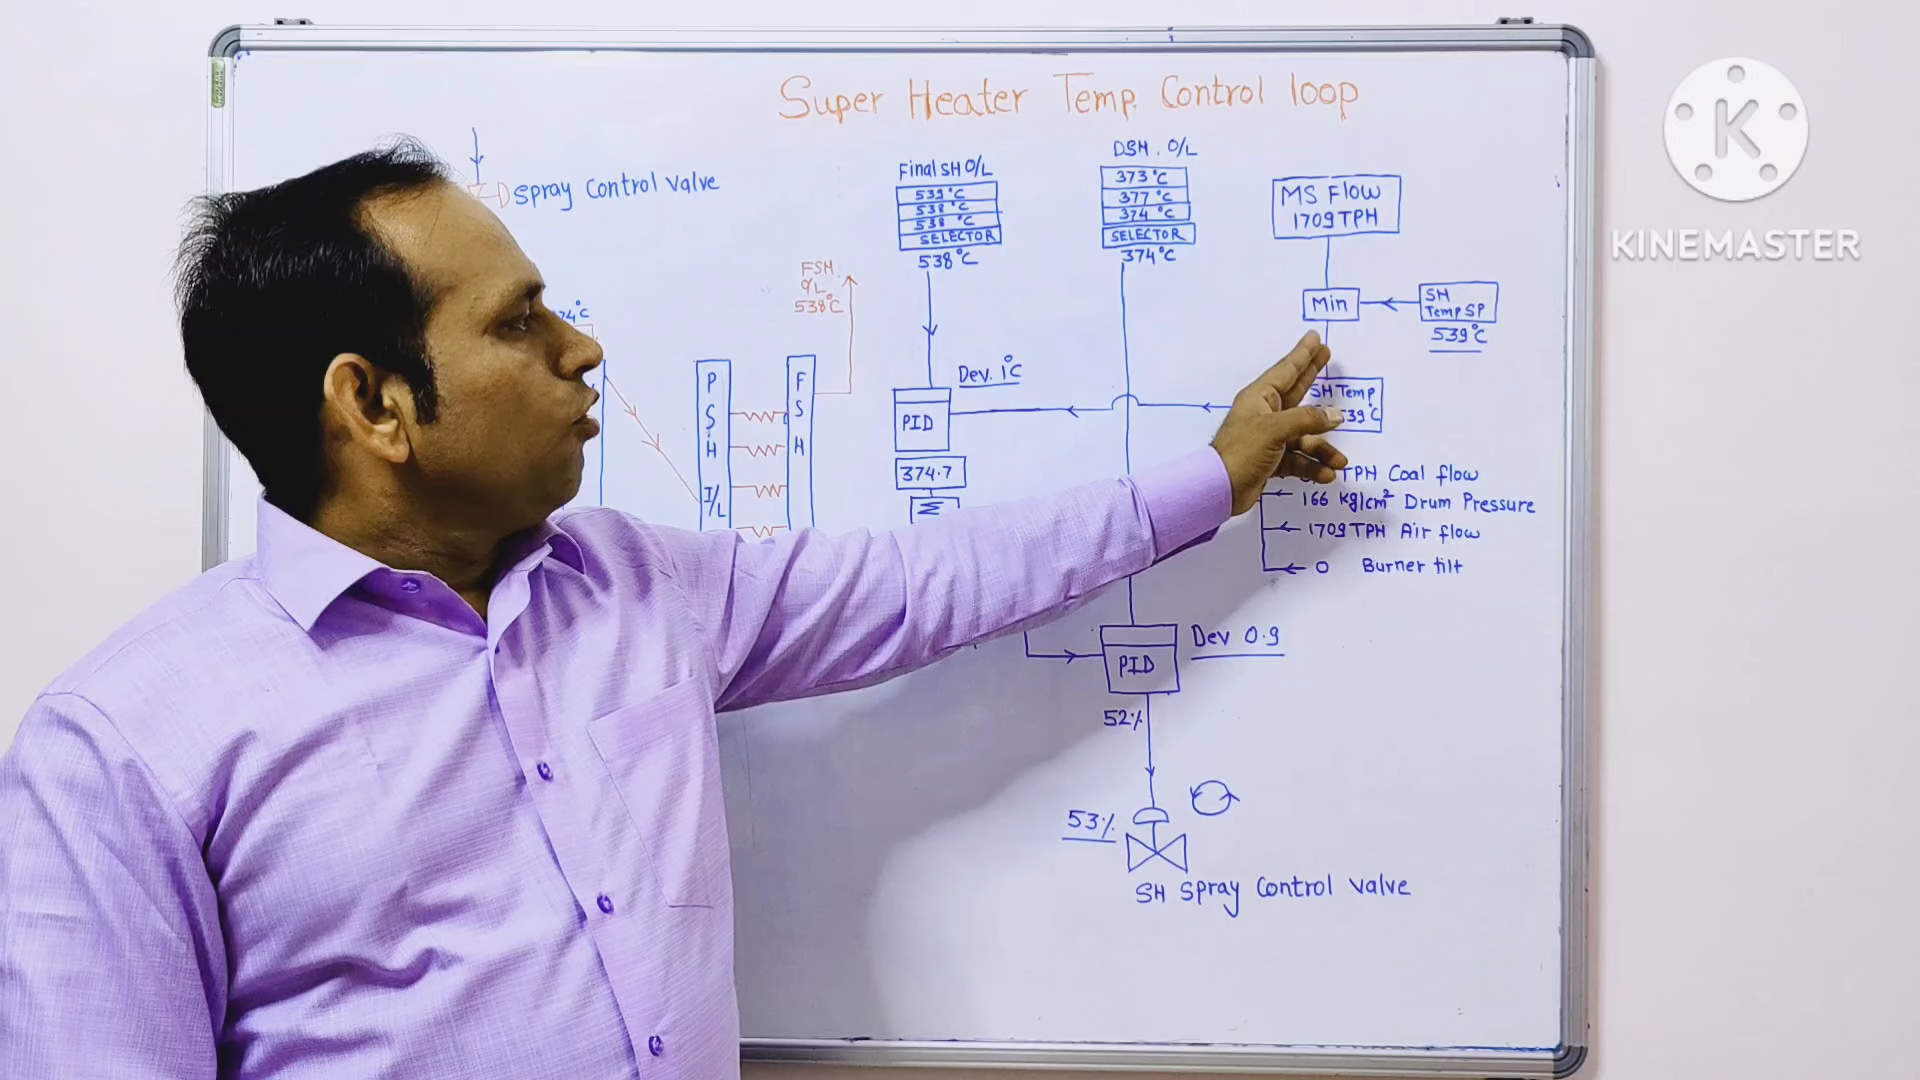 Super Heater Temp. Control loop
Spray Control Valve
FSH
O/L
538°C
74°C
P
S
H
I/L
F
S
H
Final SH O/L
539°C
538°C
538°C
SELECTOR
538°C
Dev. 1°C
PID
374.7
Σ
DSH. O/L
373°C
377°C
374°C
SELECTOR
374°C
MS Flow
1709 TPH
Min
SH
Temp SP
539°C
SH Temp
539°C
TPH Coal flow
166 kg/cm² Drum Pressure
1709 TPH Air flow
0 Burner tilt
PID
Dev 0.9
52%
53%
SH Spray Control Valve
K
KINEMASTER